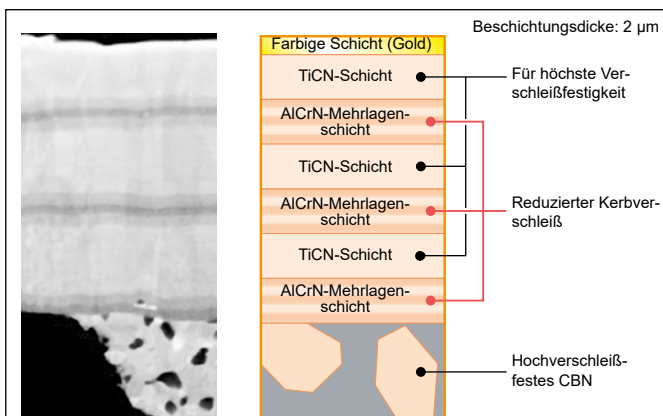 Beschichtungsdicke: 2 µm
Farbige Schicht (Gold)
TiCN-Schicht
AlCrN-Mehrlagen-
schicht
TiCN-Schicht
AlCrN-Mehrlagen-
schicht
TiCN-Schicht
AlCrN-Mehrlagen-
schicht
Für höchste Ver-
schleißfestigkeit
Reduzierter Kerbver-
schleiß
Hochverschleiß-
festes CBN